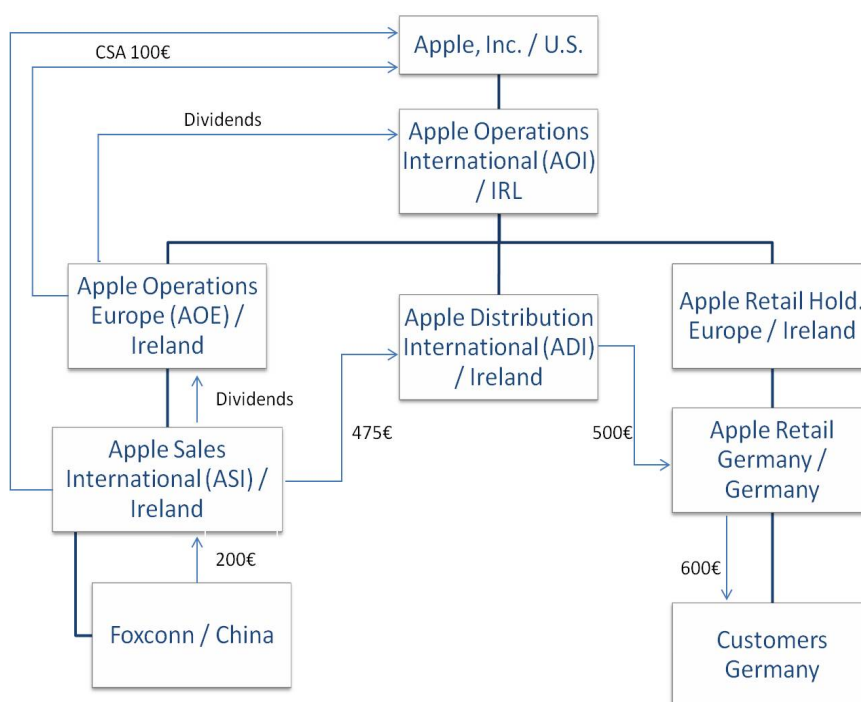 Apple, Inc. / U.S.
CSA 100€
Dividends
Apple Operations
International (AOI)
/ IRL
Apple Operations
Europe (AOE) /
Ireland
Apple Distribution
International (ADI)
/ Ireland
Apple Retail Hold.
Europe / Ireland
Dividends
475€
500€
Apple Sales
International (ASI) /
Ireland
Apple Retail
Germany /
Germany
200€
600€
Foxconn / China
Customers
Germany